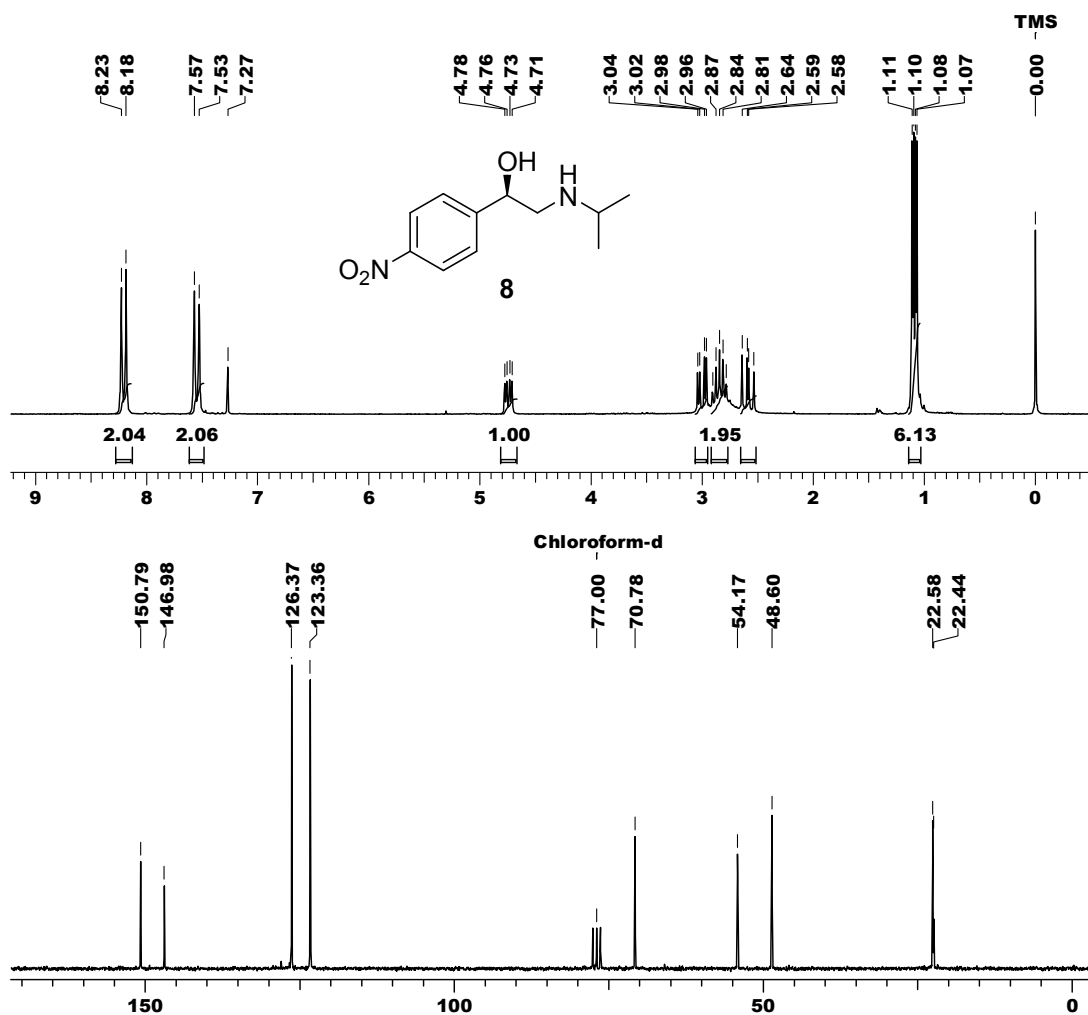 TMS
8.23 8.18 7.57 7.53 7.27 4.78 4.76 4.73 4.71 3.04 3.02 2.98 2.96 2.87 2.84 2.81 2.64 2.59 2.58 1.11 1.10 1.08 1.07 0.00
OH
H
N
O2N
8
2.04 2.06 1.00 1.95 6.13
9 8 7 6 5 4 3 2 1 0
Chloroform-d
150.79 146.98 126.37 123.36 77.00 70.78 54.17 48.60 22.58 22.44
150 100 50 0